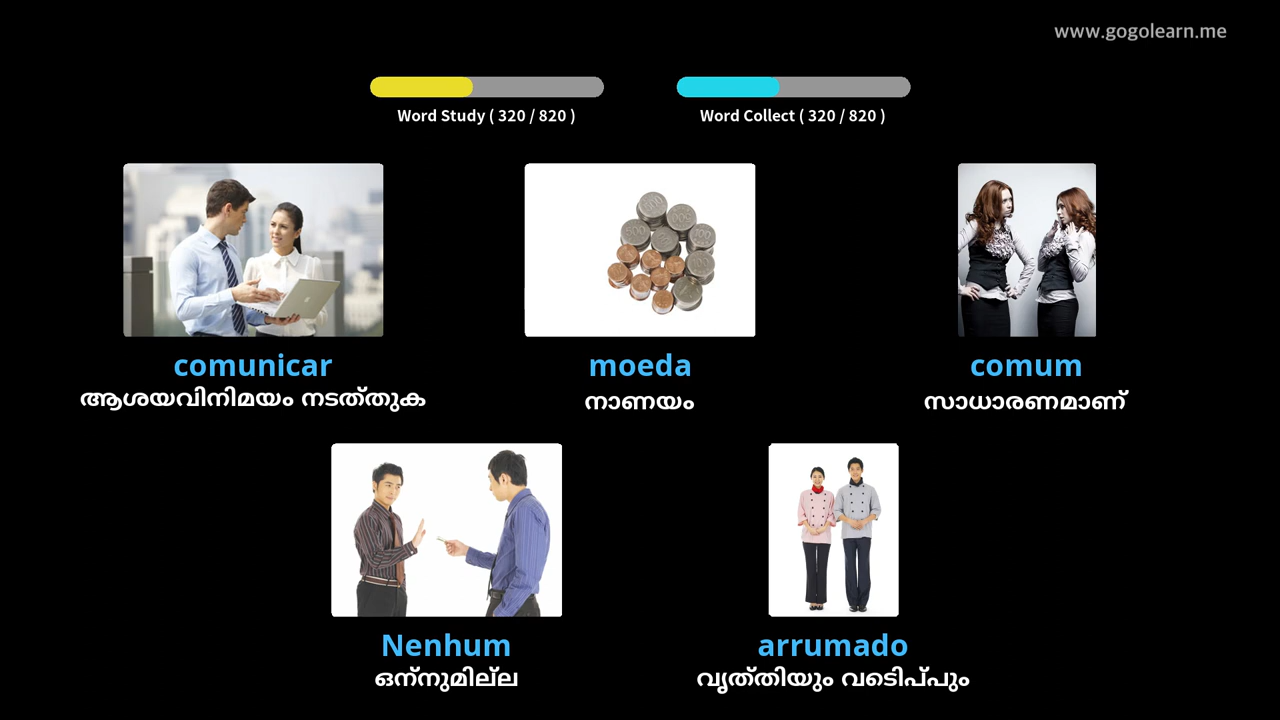 www.gogolearn.me
Word Study ( 320 / 820 )
Word Collect ( 320 / 820 )
comunicar
ആശയവിനിമയം നടത്തുക
moeda
നാണയം
comum
സാധാരണമാണ്
Nenhum
ഒന്നുമില്ല
arrumado
വൃത്തിയും വടെിപ്പും